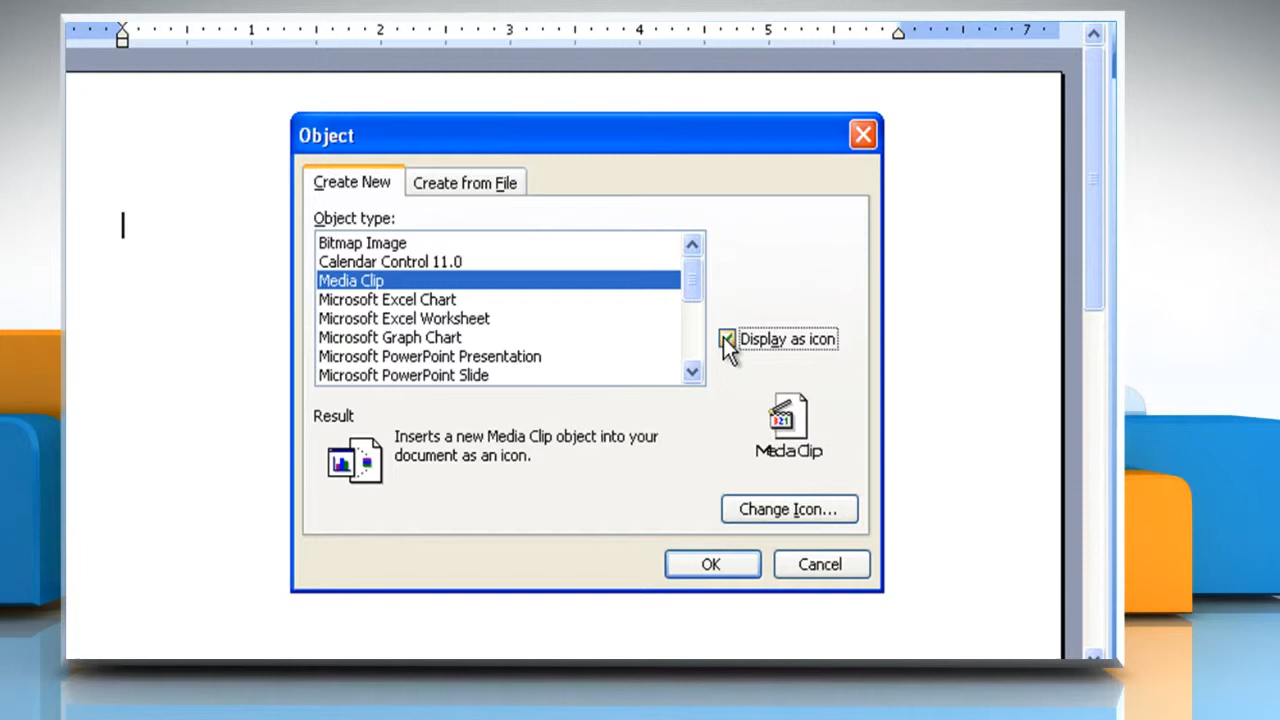 1 2 3 4 5 7
Object
Create New Create from File
Object type:
Bitmap Image
Calendar Control 11.0
Media Clip
Microsoft Excel Chart
Microsoft Excel Worksheet
Microsoft Graph Chart
Microsoft PowerPoint Presentation
Microsoft PowerPoint Slide
Display as icon
Result
Inserts a new Media Clip object into your
document as an icon.
321
Media Clip
Change Icon...
OK Cancel